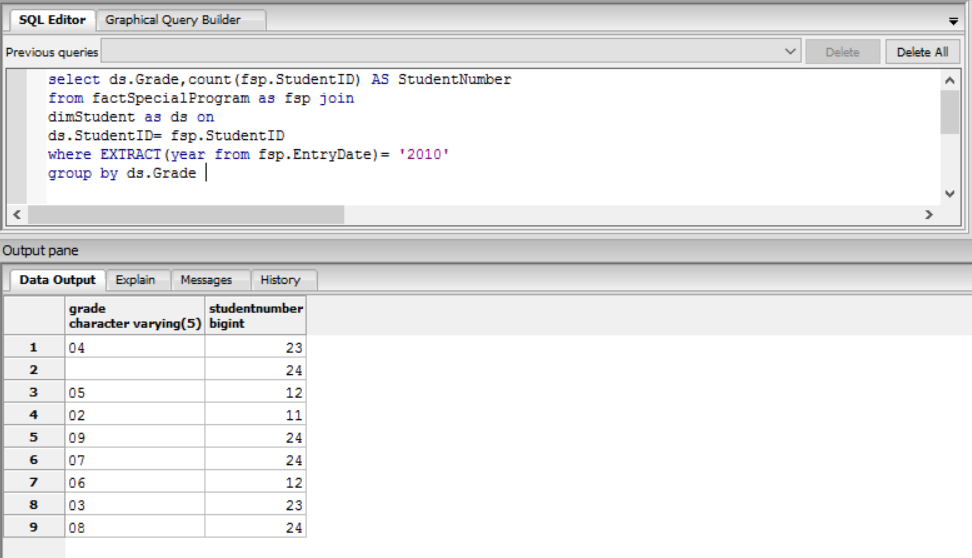 SQL Editor Graphical Query Builder
Previous queries Delete Delete All
select ds.Grade,count(fsp.StudentID) AS StudentNumber
from factSpecialProgram as fsp join
dimStudent as ds on
ds.StudentID= fsp.StudentID
where EXTRACT(year from fsp.EntryDate)= '2010'
group by ds.Grade
Output pane
Data Output Explain Messages History
grade studentnumber
character varying(5) bigint
1 04 23
2 24
3 05 12
4 02 11
5 09 24
6 07 24
7 06 12
8 03 23
9 08 24